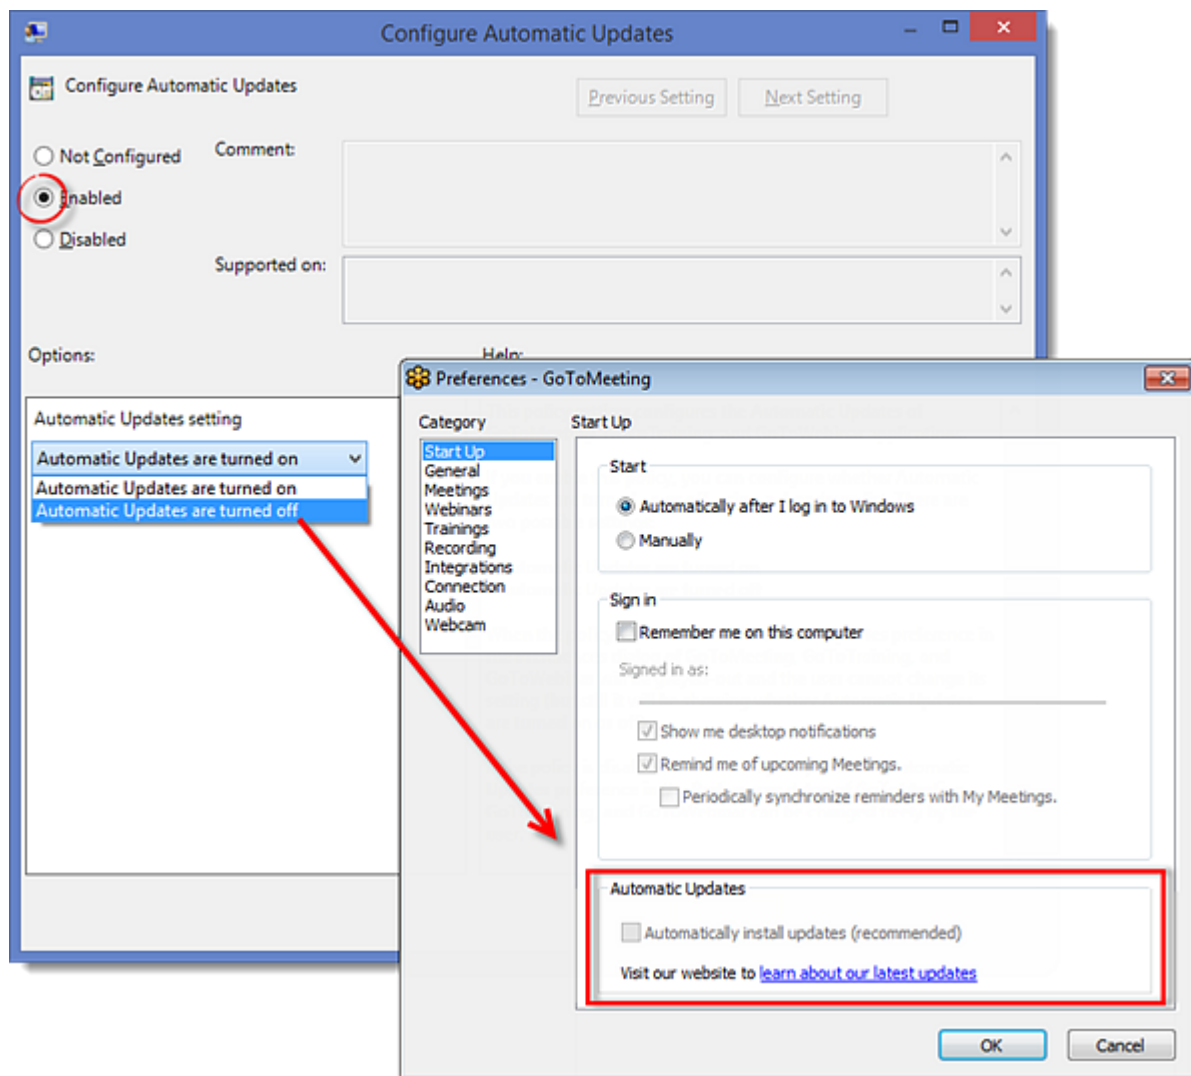 Configure Automatic Updates
Configure Automatic Updates
Previous Setting
Next Setting
Not Configured
Comment:
Enabled
Disabled
Supported on:
Options:
Help:
Automatic Updates setting
Automatic Updates are turned on
Automatic Updates are turned on
Automatic Updates are turned off
Preferences - GoToMeeting
Category
Start Up
Start Up
General
Meetings
Webinars
Trainings
Recording
Integrations
Connection
Audio
Webcam
Start
Automatically after I log in to Windows
Manually
Sign in
Remember me on this computer
Signed in as:
Show me desktop notifications
Remind me of upcoming Meetings.
Periodically synchronize reminders with My Meetings.
Automatic Updates
Automatically install updates (recommended)
Visit our website to learn about our latest updates
OK
Cancel